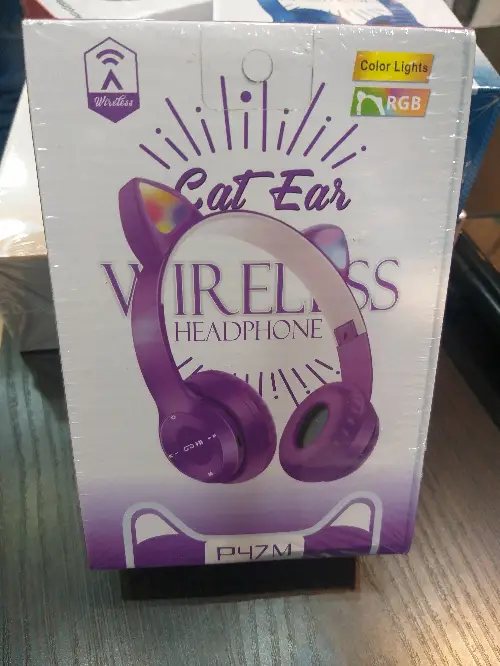 Wireless
Color Lights
RGB
Cat Ear
WIRELESS
HEADPHONE
P47M